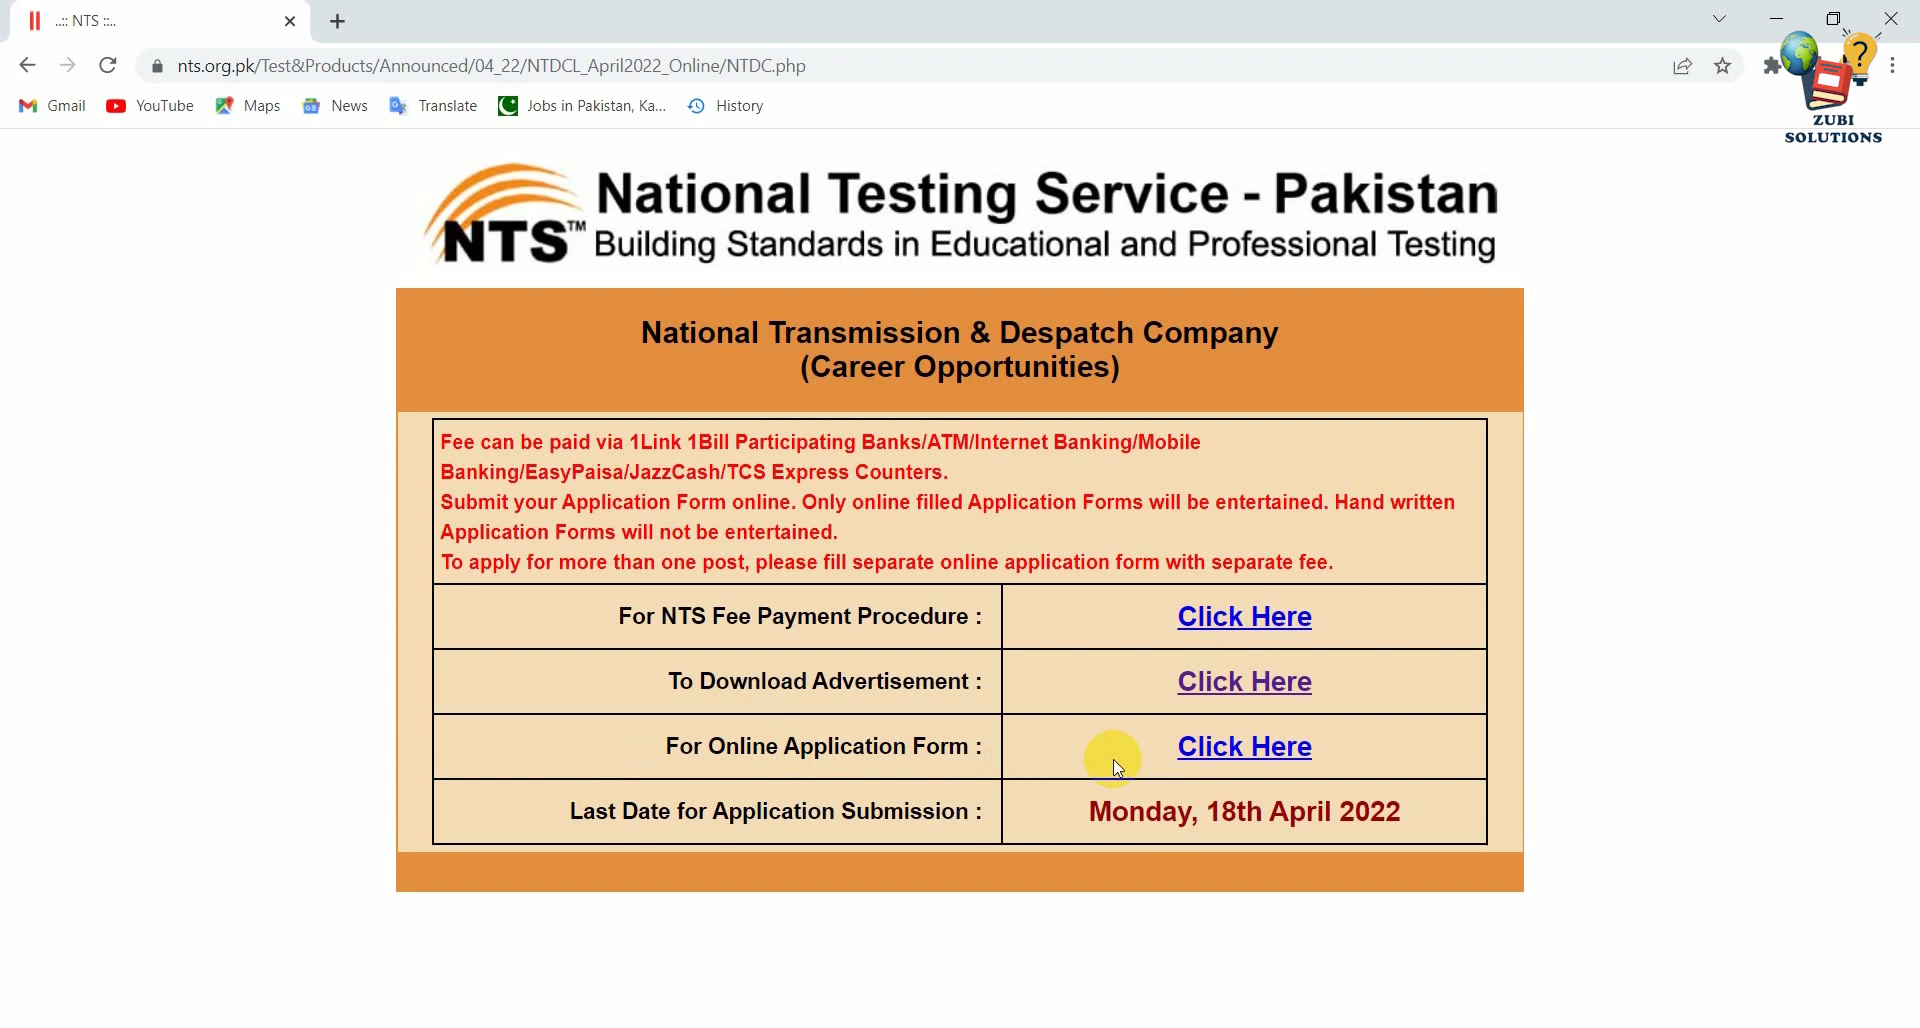 ..:: NTS ::..
nts.org.pk/Test&Products/Announced/04_22/NTDCL_April2022_Online/NTDC.php
Gmail YouTube Maps News Translate Jobs in Pakistan, Ka... History
ZUBI
SOLUTIONS
NTS™
National Testing Service - Pakistan
Building Standards in Educational and Professional Testing
National Transmission & Despatch Company
(Career Opportunities)
Fee can be paid via 1Link 1Bill Participating Banks/ATM/Internet Banking/Mobile
Banking/EasyPaisa/JazzCash/TCS Express Counters.
Submit your Application Form online. Only online filled Application Forms will be entertained. Hand written
Application Forms will not be entertained.
To apply for more than one post, please fill separate online application form with separate fee.
For NTS Fee Payment Procedure : Click Here
To Download Advertisement : Click Here
For Online Application Form : Click Here
Last Date for Application Submission : Monday, 18th April 2022